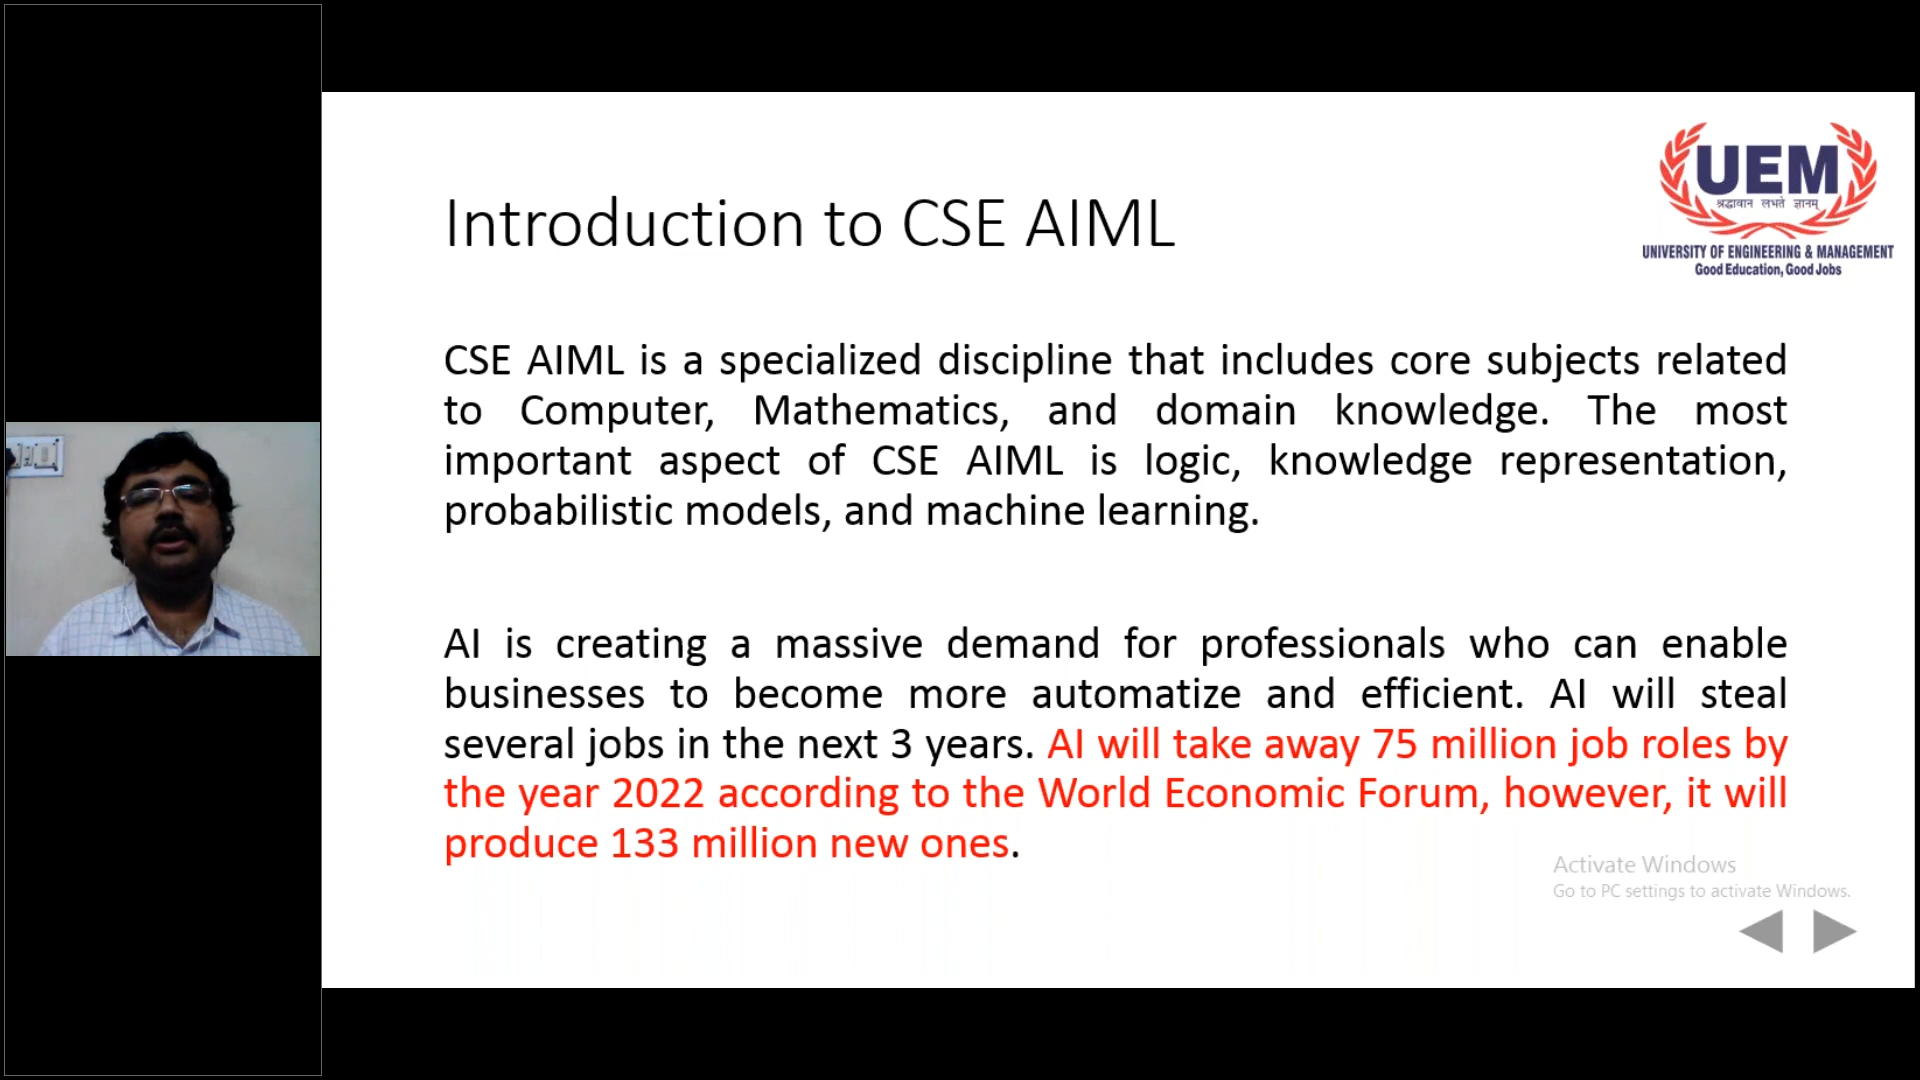 UEM
श्रद्धावान लभते ज्ञानम्
UNIVERSITY OF ENGINEERING & MANAGEMENT
Good Education, Good Jobs
Introduction to CSE AIML
CSE AIML is a specialized discipline that includes core subjects related
to Computer, Mathematics, and domain knowledge. The most
important aspect of CSE AIML is logic, knowledge representation,
probabilistic models, and machine learning.
AI is creating a massive demand for professionals who can enable
businesses to become more automatize and efficient. AI will steal
several jobs in the next 3 years. AI will take away 75 million job roles by
the year 2022 according to the World Economic Forum, however, it will
produce 133 million new ones.
Activate Windows
Go to PC settings to activate Windows.